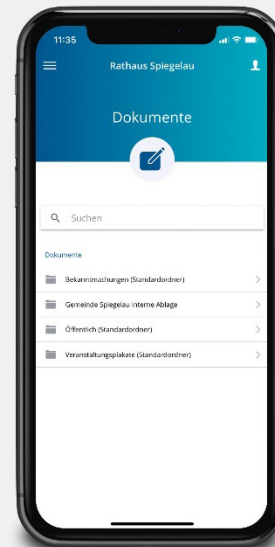 11:35
Rathaus Spiegelau
Dokumente
Suchen
Dokumente
Bekanntmachungen (Standardordner)
Gemeinde Spiegelau Interne Ablage
Öffentlich (Standardordner)
Veranstaltungsplakate (Standardordner)